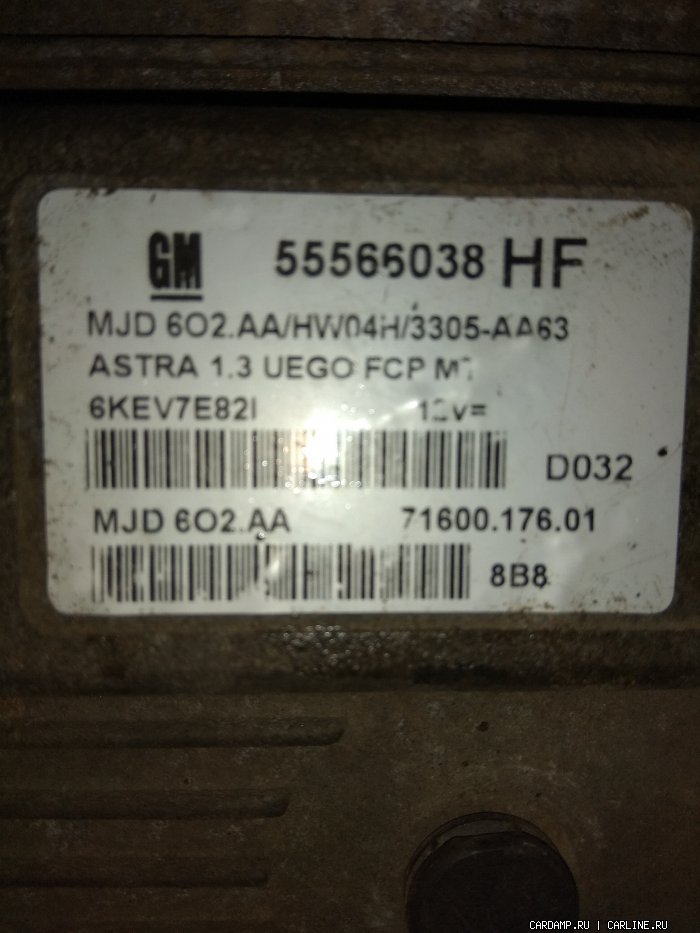 GM 55566038 HF
MJD 6O2.AA/HW04H/3305-AA63
ASTRA 1.3 UEGO FCP
6KEV7E82I
D032
MJD 6O2.AA 71600.176.01
8B8
CARDAMP.RU | CARLINE.RU